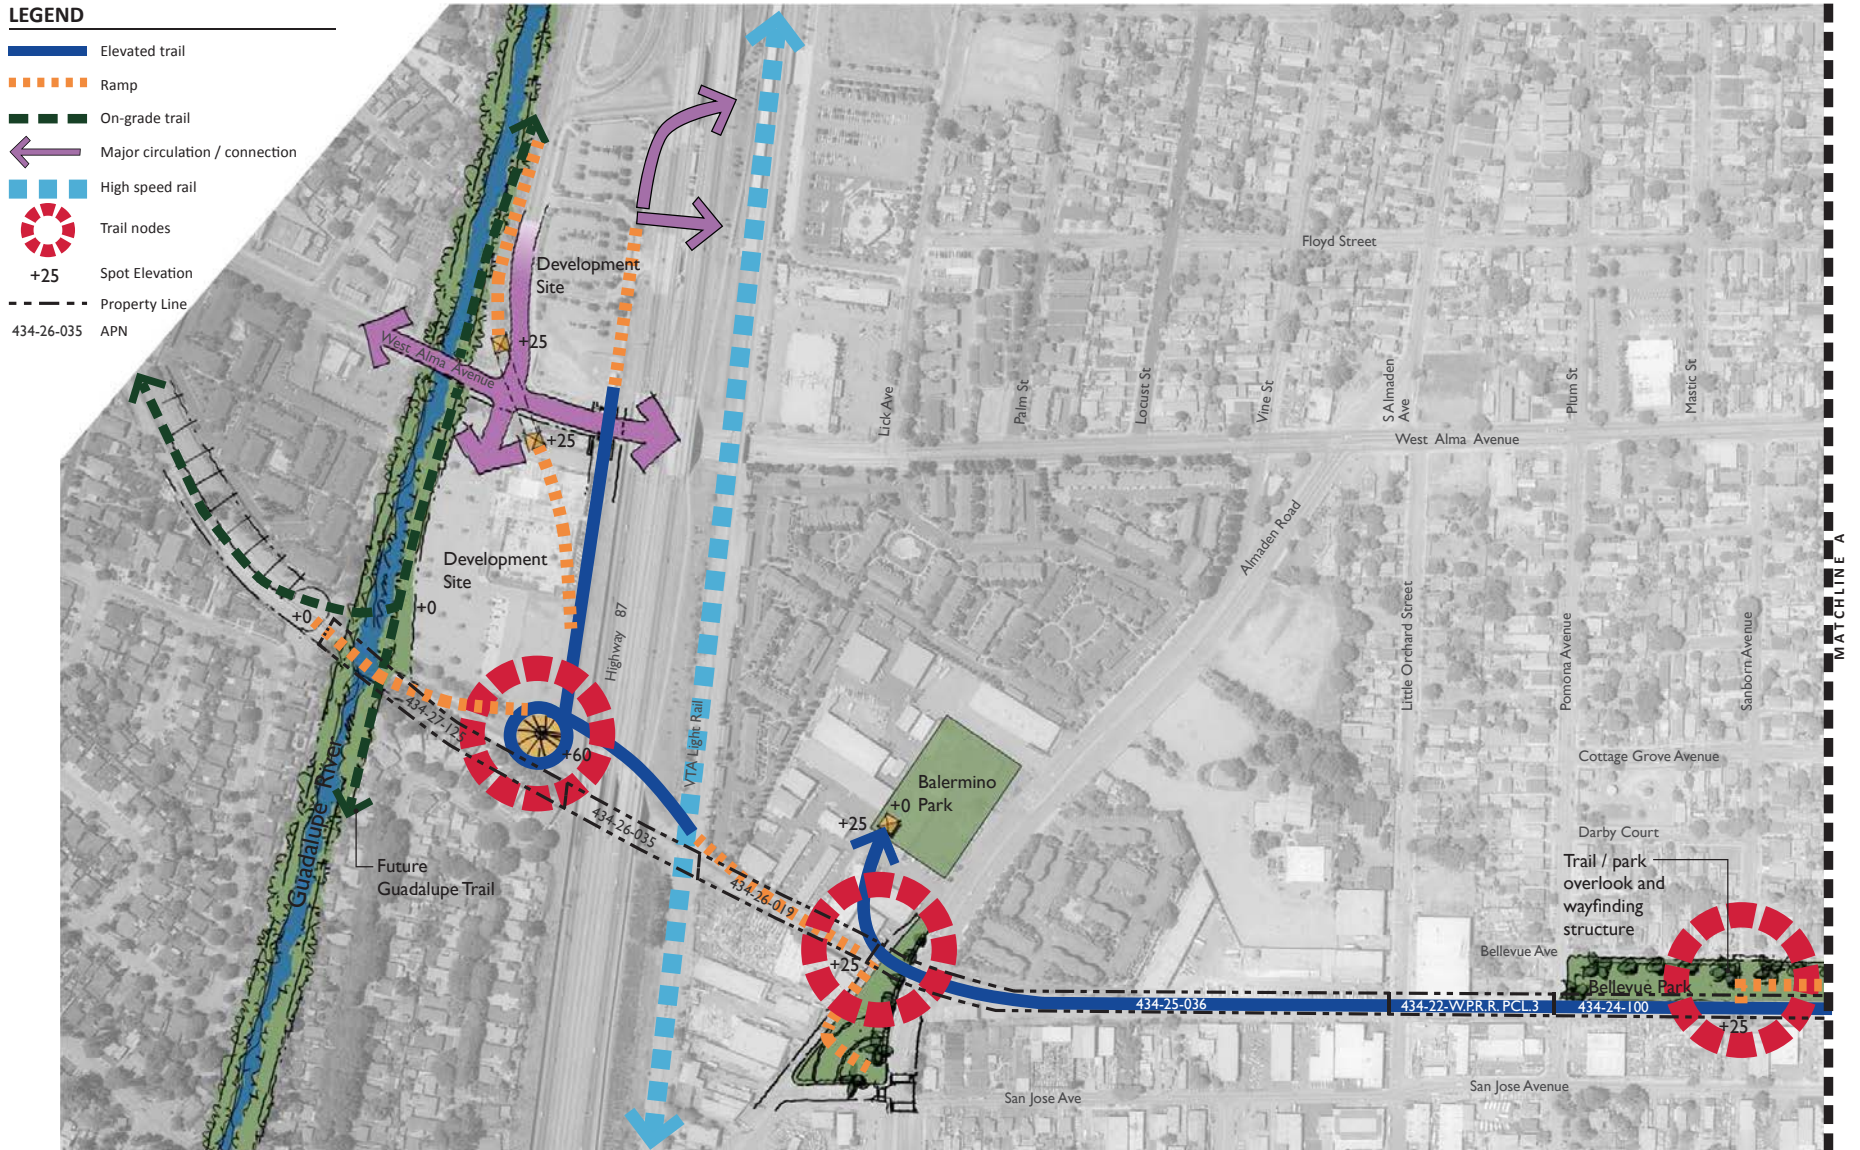 LEGEND
Elevated trail
Ramp
On-grade trail
Major circulation / connection
High speed rail
Trail nodes
+25 Spot Elevation
Property Line
434-26-035 APN
Development
Site
+25
West Alma Avenue
+25
Development
Site
+0
+0
Highway 87
434-27-125
+60
434-26-035
VTA Light Rail
434-26-019
Guadalupe River
Future
Guadalupe Trail
Balermino
Park
+0
+25
+25
Floyd Street
Lick Ave
Palm St
Locust St
Vine St
S Almaden
Ave
Plum St
Mastic St
West Alma Avenue
Almaden Road
Little Orchard Street
Pomona Avenue
Sanborn Avenue
Cottage Grove Avenue
Darby Court
Trail / park
overlook and
wayfinding
structure
Bellevue Ave
Bellevue Park
434-25-036
434-22-W.P.R.R. PCL.3
434-24-100
+25
San Jose Ave
San Jose Avenue
MATCHLINE A